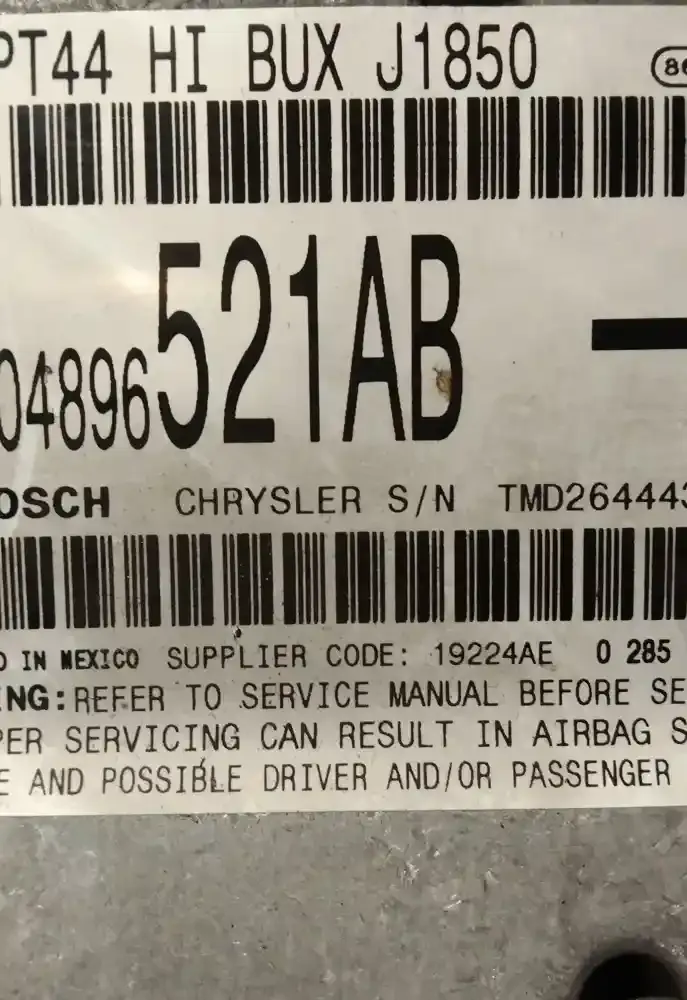 PT44 HI BUX J1850
04896521AB —
OSCH CHRYSLER S/N TMD26444
IN MEXICO SUPPLIER CODE: 19224AE 0 285
NG: REFER TO SERVICE MANUAL BEFORE SE
PER SERVICING CAN RESULT IN AIRBAG S
E AND POSSIBLE DRIVER AND/OR PASSENGER